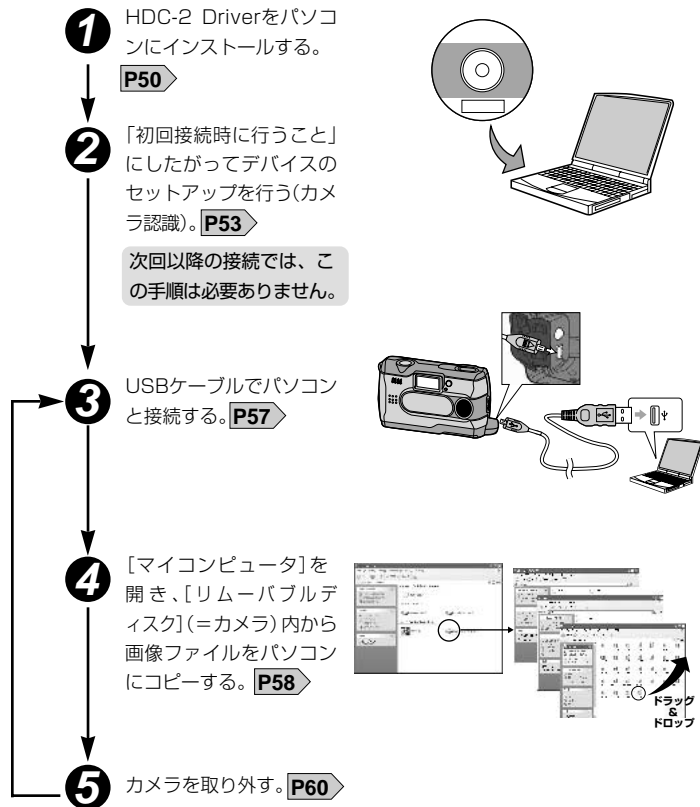 1
HDC-2 Driverをパソコ
ンにインストールする。
P50
2
「初回接続時に行うこと」
にしたがってデバイスの
セットアップを行う(カメ
ラ認識)。P53
次回以降の接続では、こ
の手順は必要ありません。
3
USBケーブルでパソコン
と接続する。P57
4
[マイコンピュータ]を
開き、[リムーバブルデ
ィスク](=カメラ)内から
画像ファイルをパソコン
にコピーする。P58
ドラッグ
&
ドロップ
5
カメラを取り外す。P60